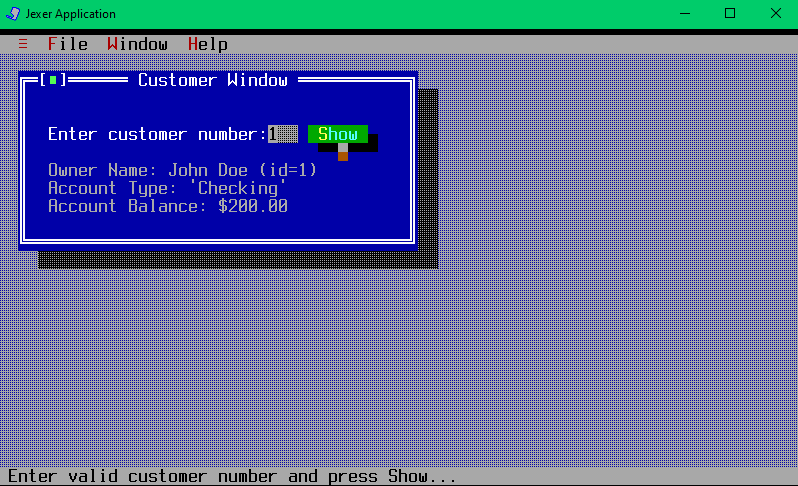 Jexer Application
File Window Help
Customer Window
Enter customer number:1 Show
Owner Name: John Doe (id=1)
Account Type: 'Checking'
Account Balance: $200.00
Enter valid customer number and press Show...